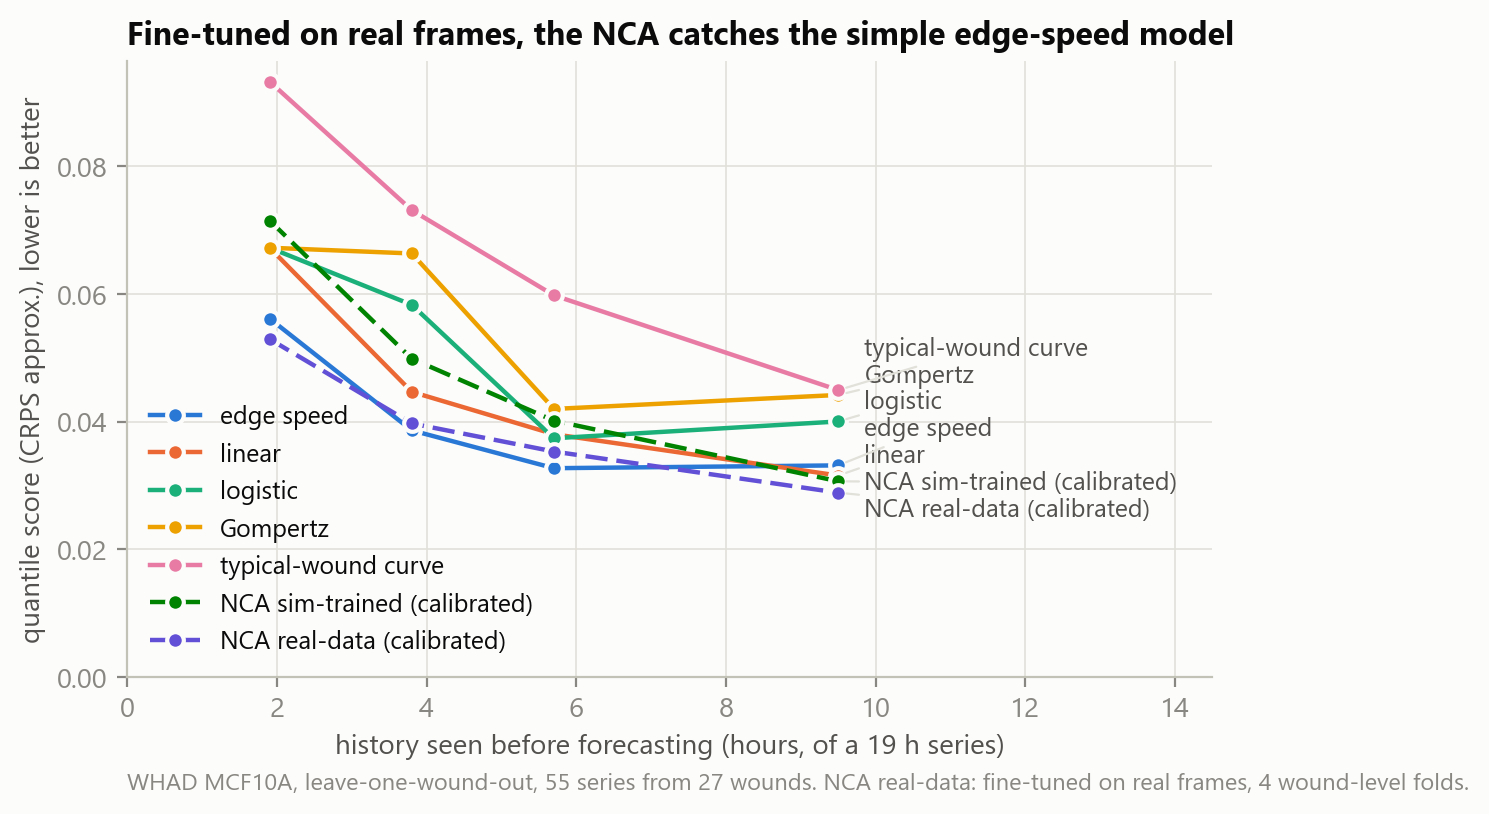 Fine-tuned on real frames, the NCA catches the simple edge-speed model
quantile score (CRPS approx.), lower is better
0.08
0.06
0.04
0.02
0.00
typical-wound curve
Gompertz
logistic
edge speed
linear
NCA sim-trained (calibrated)
NCA real-data (calibrated)
edge speed
linear
logistic
Gompertz
typical-wound curve
NCA sim-trained (calibrated)
NCA real-data (calibrated)
0 2 4 6 8 10 12 14
history seen before forecasting (hours, of a 19 h series)
WHAD MCF10A, leave-one-wound-out, 55 series from 27 wounds. NCA real-data: fine-tuned on real frames, 4 wound-level folds.